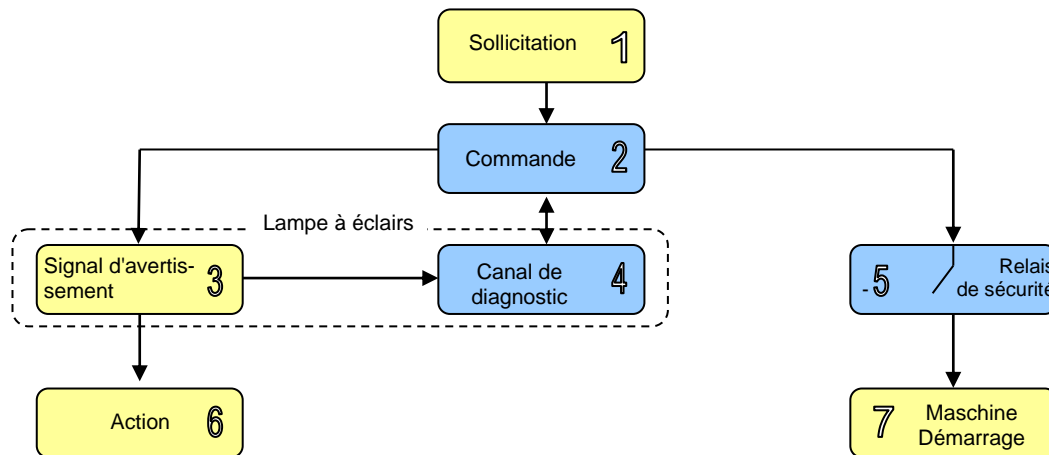 Sollicitation 1
Commande 2
Lampe à éclairs
Signal d'avertis-
sement 3
Canal de
diagnostic 4
- 5 Relais
de sécurité
Action 6
7 Maschine
Démarrage